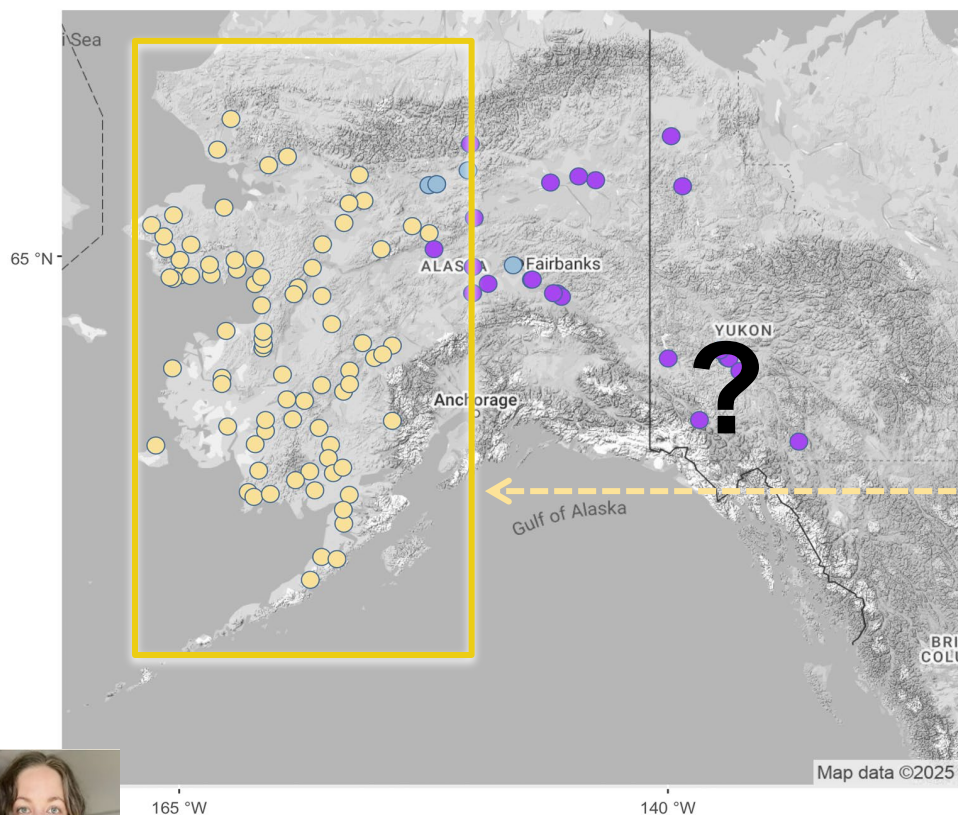 i Sea
65 °N
ALASKA
Fairbanks
YUKON
?
Anchorage
Gulf of Alaska
BRI
COLU
Map data ©2025
165 °W
140 °W